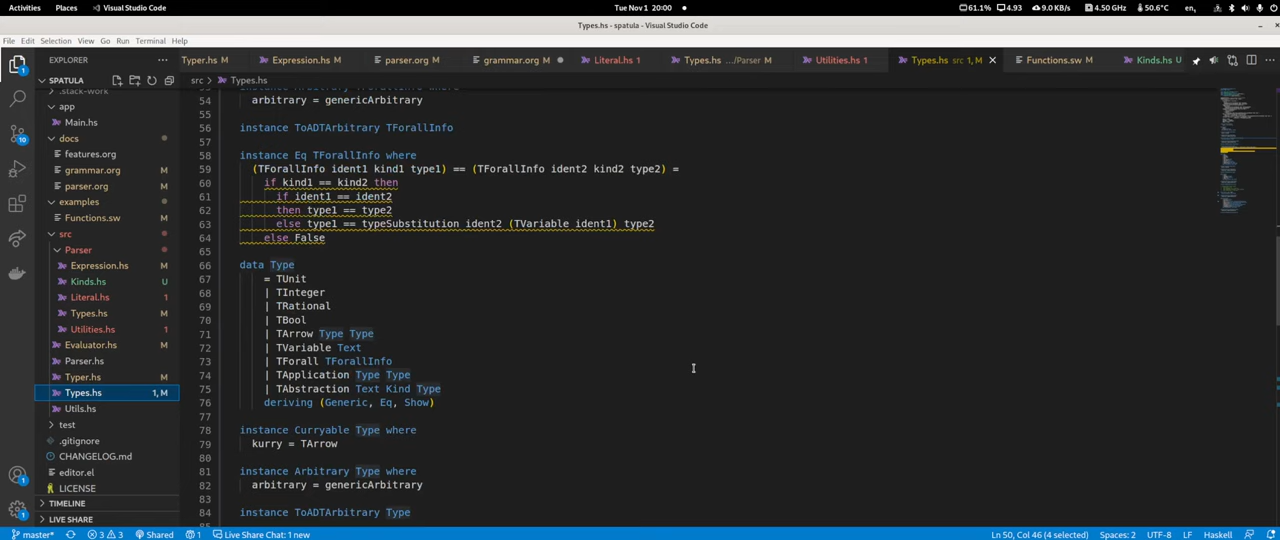 Activities Places Visual Studio Code Tue Nov 1 20:00 61.1% 4.93 9.0 KB/s 4.50 GHz 50.6°C en,
Types.hs - spatula - Visual Studio Code
File Edit Selection View Go Run Terminal Help
EXPLORER
Typer.hs M Expression.hs M parser.org M grammar.org M Literal.hs 1 Types.hs .../Parser M Utilities.hs 1 Types.hs src 1, M Functions.sw M Kinds.hs U
SPATULA
src > Types.hs
.stack-work
app
Main.hs
docs
features.org
grammar.org M
parser.org M
examples
Functions.sw M
src
Parser
Expression.hs M
Kinds.hs U
Literal.hs 1
Types.hs M
Utilities.hs 1
Evaluator.hs M
Parser.hs
Typer.hs M
Types.hs 1, M
Utils.hs
test
.gitignore
CHANGELOG.md
editor.el
LICENSE
TIMELINE
LIVE SHARE
54 arbitrary = genericArbitrary
55
56 instance ToADTArbitrary TForallInfo
57
58 instance Eq TForallInfo where
59 (TForallInfo ident1 kind1 type1) == (TForallInfo ident2 kind2 type2) =
60 if kind1 == kind2 then
61 if ident1 == ident2
62 then type1 == type2
63 else type1 == typeSubstitution ident2 (TVariable ident1) type2
64 else False
65
66 data Type
67 = TUnit
68 | TInteger
69 | TRational
70 | TBool
71 | TArrow Type Type
72 | TVariable Text
73 | TForall TForallInfo
74 | TApplication Type Type
75 | TAbstraction Text Kind Type
76 deriving (Generic, Eq, Show)
77
78 instance Curryable Type where
79 kurry = TArrow
80
81 instance Arbitrary Type where
82 arbitrary = genericArbitrary
83
84 instance ToADTArbitrary Type
master* 3 3 Shared 1 Live Share Chat: 1 new Ln 50, Col 46 (4 selected) Spaces: 2 UTF-8 LF Haskell